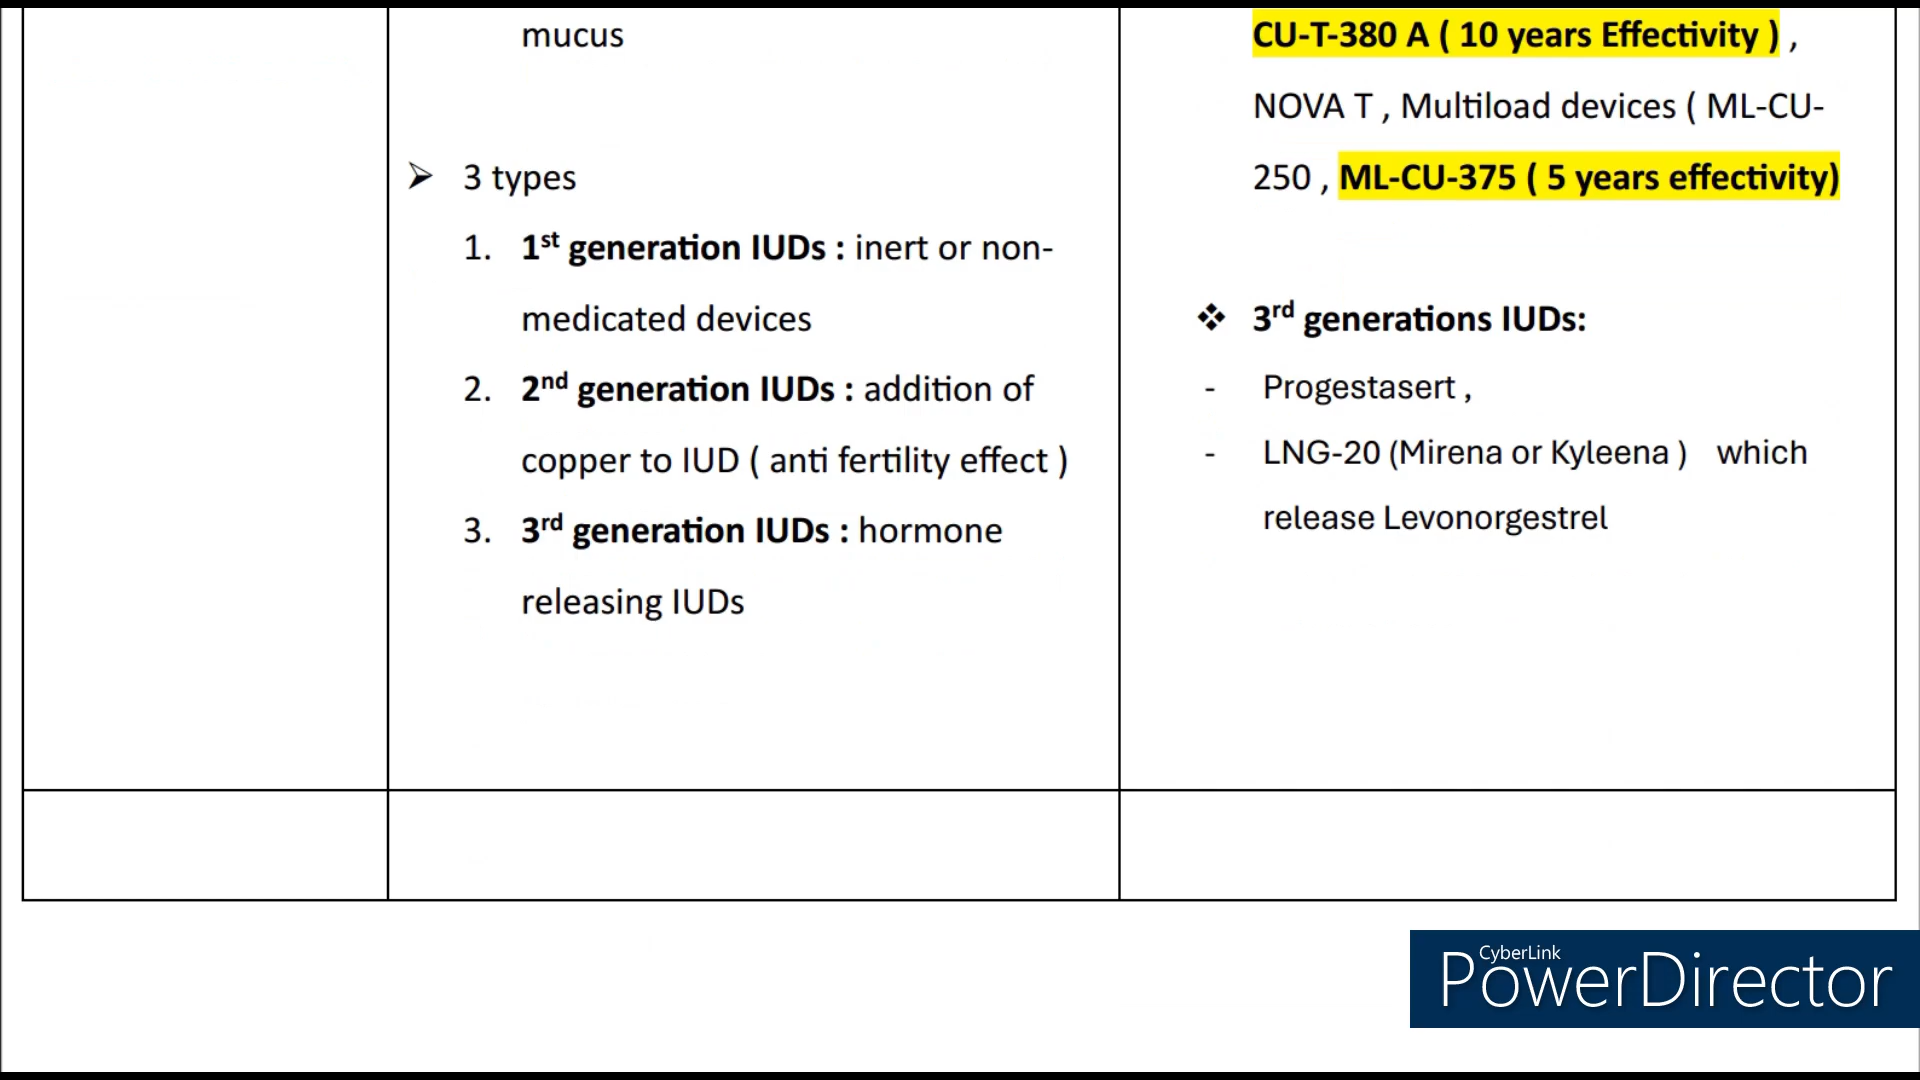 mucus
➢ 3 types
1. 1st generation IUDs : inert or non-
medicated devices
2. 2nd generation IUDs : addition of
copper to IUD ( anti fertility effect )
3. 3rd generation IUDs : hormone
releasing IUDs
CU-T-380 A ( 10 years Effectivity ) ,
NOVA T , Multiload devices ( ML-CU-
250 , ML-CU-375 ( 5 years effectivity)
❖ 3rd generations IUDs:
- Progestasert ,
- LNG-20 (Mirena or Kyleena ) which
release Levonorgestrel
CyberLink
PowerDirector